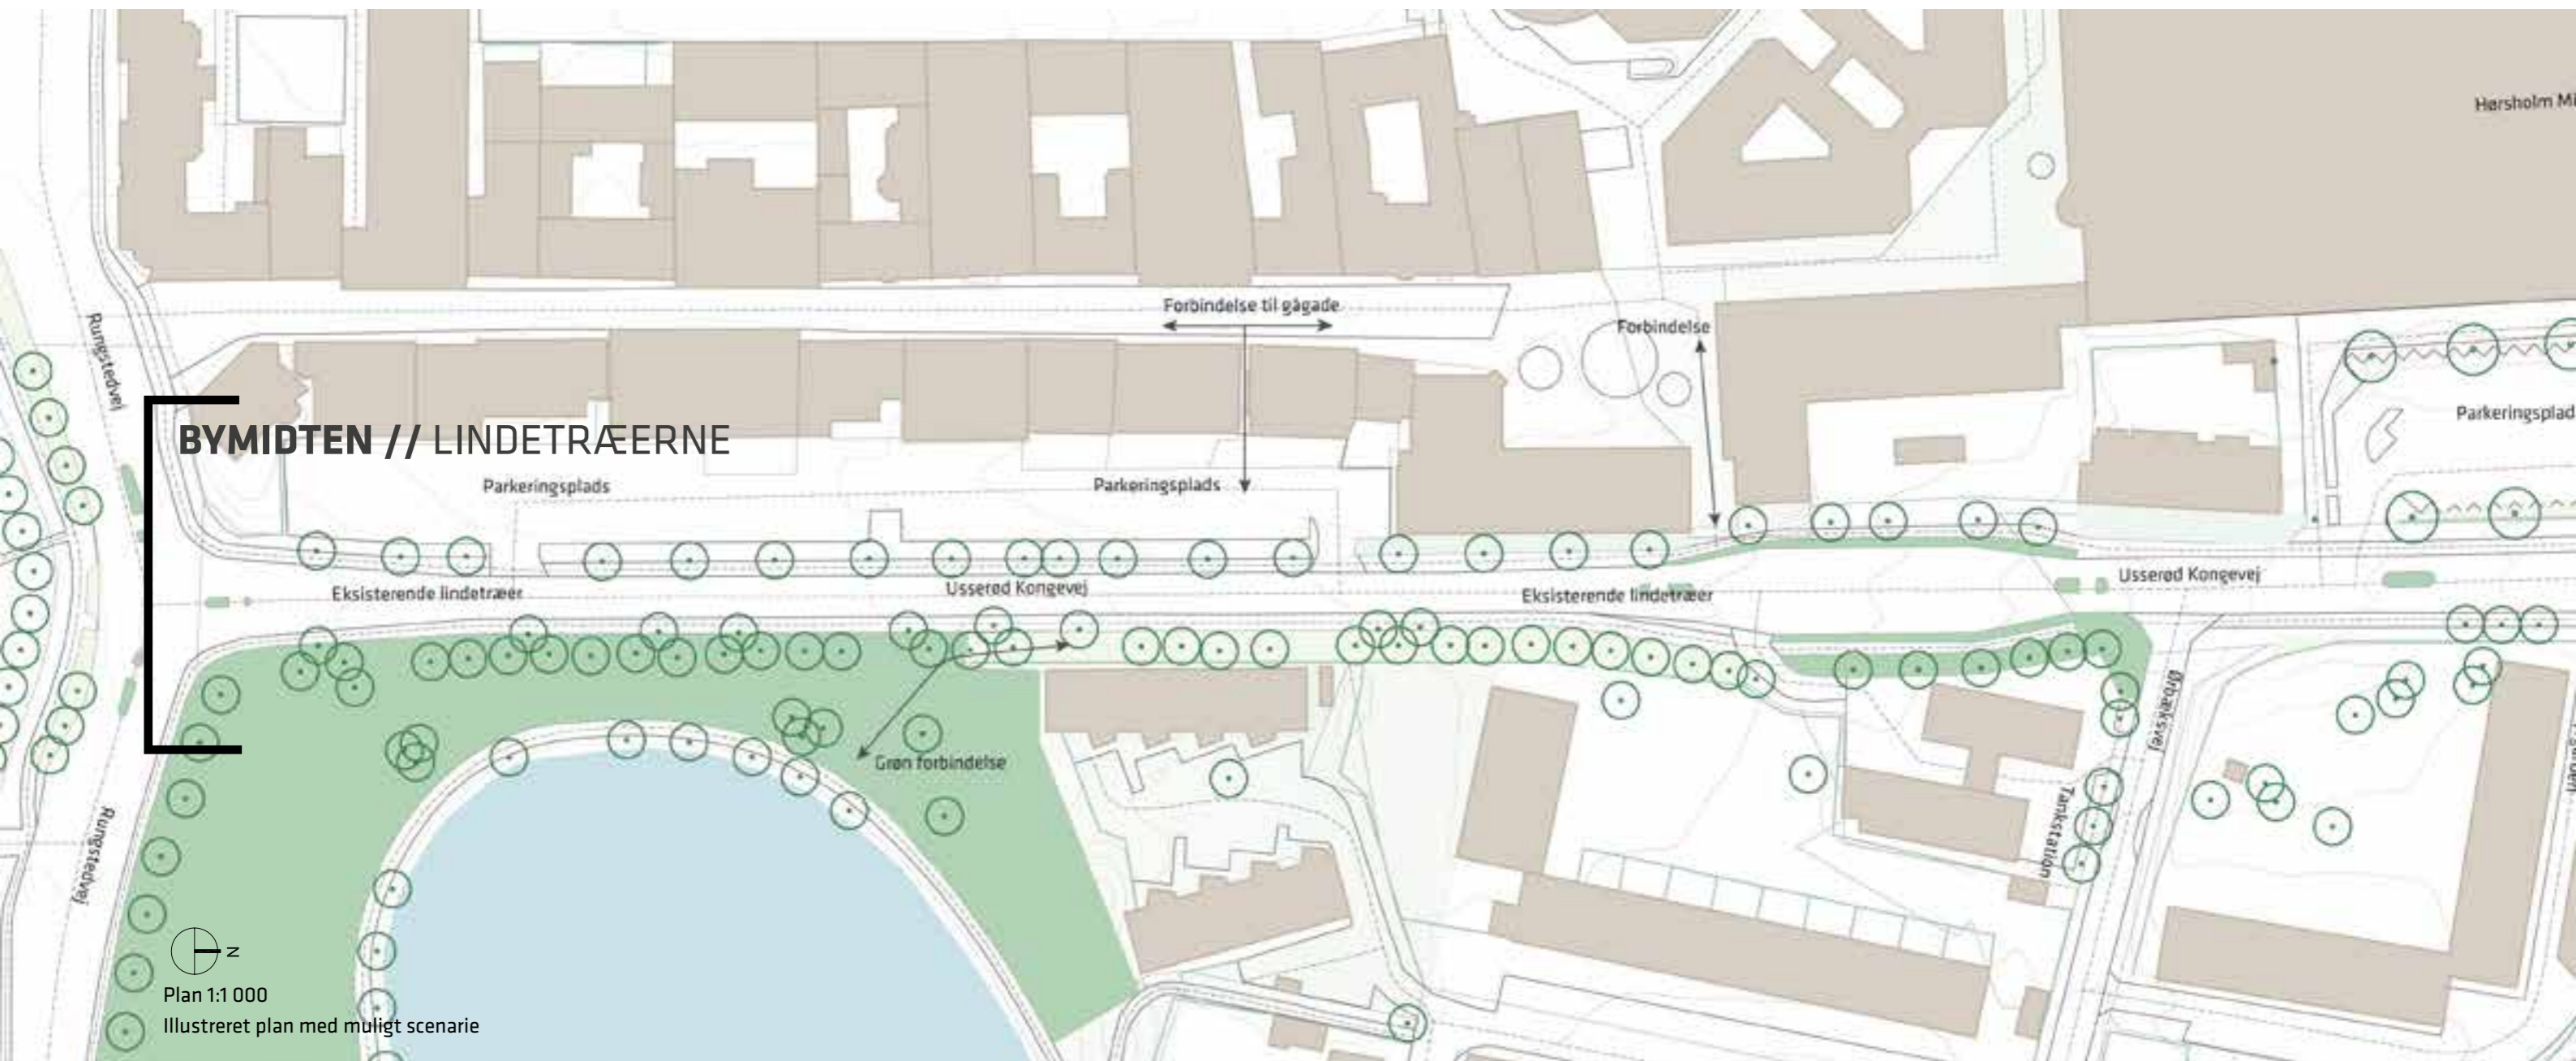 Hørsholm Mi
Forbindelse til gågade
Forbindelse
Rungstedvej
Parkeringsplad
BYMIDTEN // LINDETRÆERNE
Parkeringsplads
Parkeringsplads
Eksisterende lindetræer
Usserød Kongevej
Eksisterende lindetræer
Usserød Kongevej
Ørbæksvej
Grøn forbindelse
Tankstation
Rungstedvej
N
Plan 1:1 000
Illustreret plan med muligt scenarie